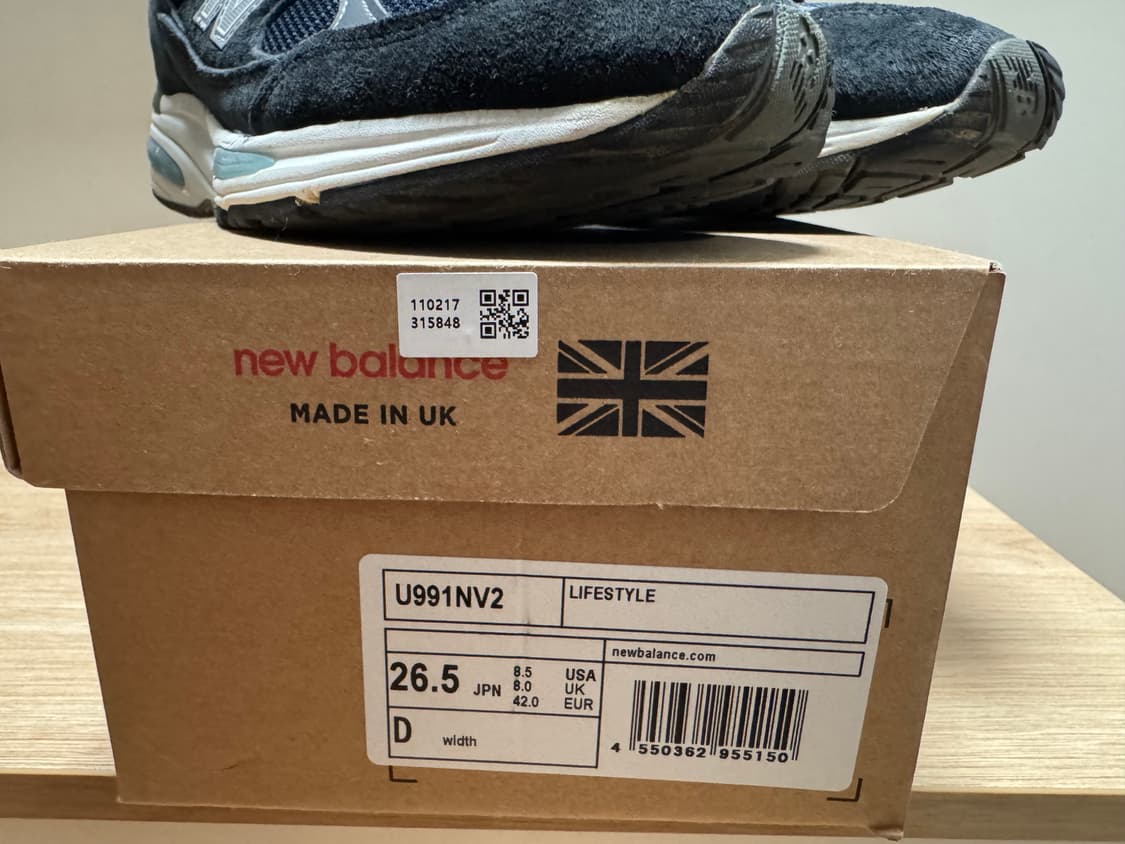 N
110217
315848
new balance
MADE IN UK
U991NV2
LIFESTYLE
newbalance.com
26.5 JPN
8.5 USA
8.0 UK
42.0 EUR
D width
4 550362 955150